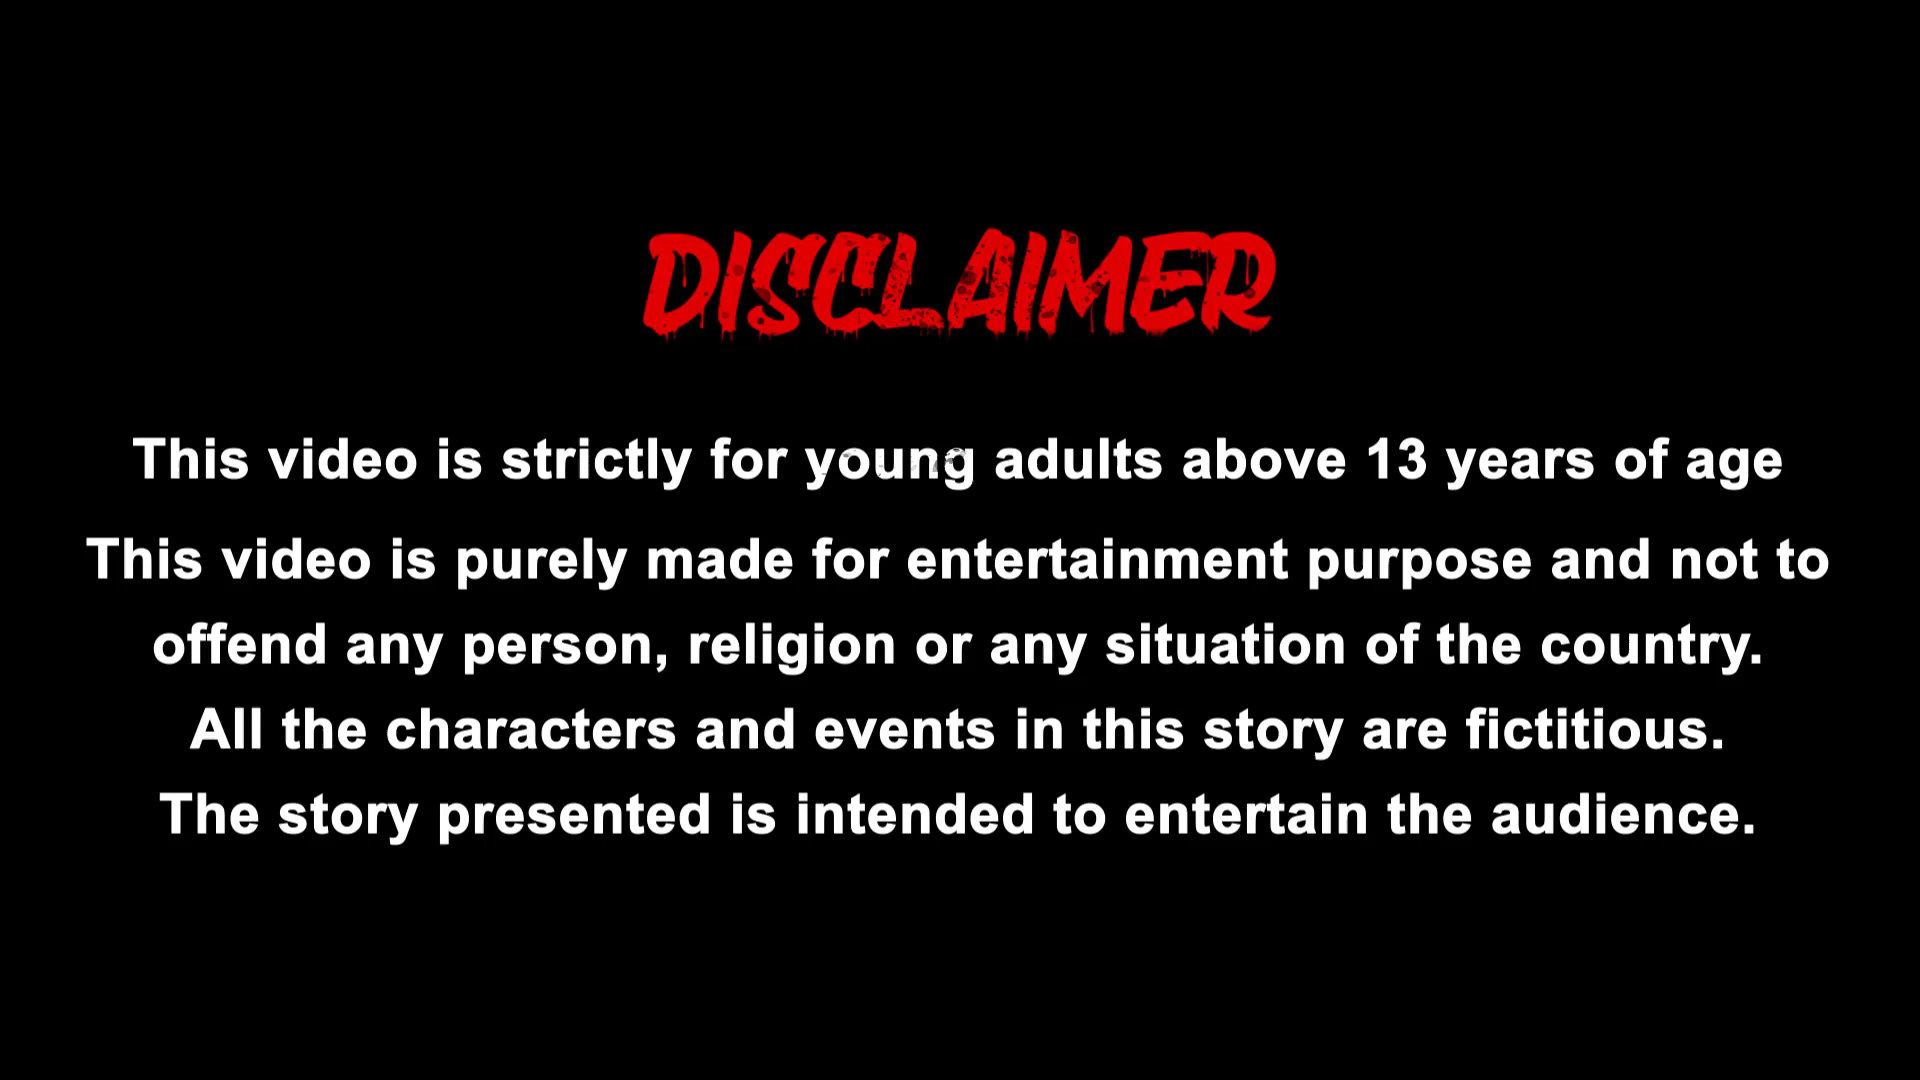 DISCLAIMER
This video is strictly for young adults above 13 years of age
This video is purely made for entertainment purpose and not to
offend any person, religion or any situation of the country.
All the characters and events in this story are fictitious.
The story presented is intended to entertain the audience.